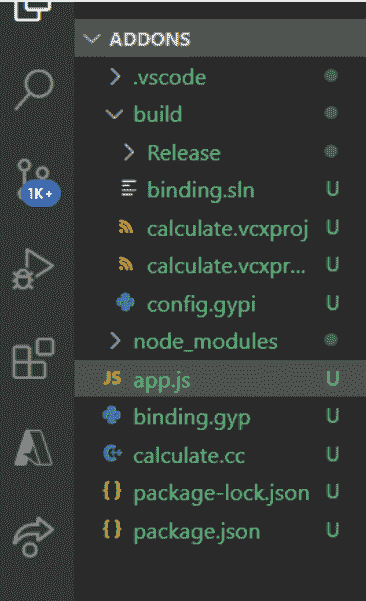 ADDONS
.vscode
build
Release
binding.sln U
calculate.vcxproj U
calculate.vcxpr... U
config.gypi U
node_modules
JS app.js U
binding.gyp U
calculate.cc U
{} package-lock.json U
{} package.json U
1K+